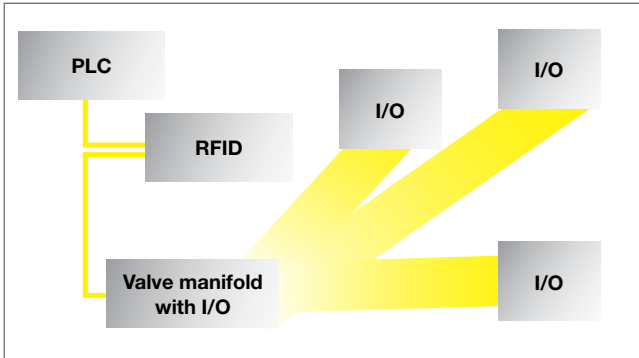 PLC
I/O
I/O
RFID
Valve manifold
with I/O
I/O